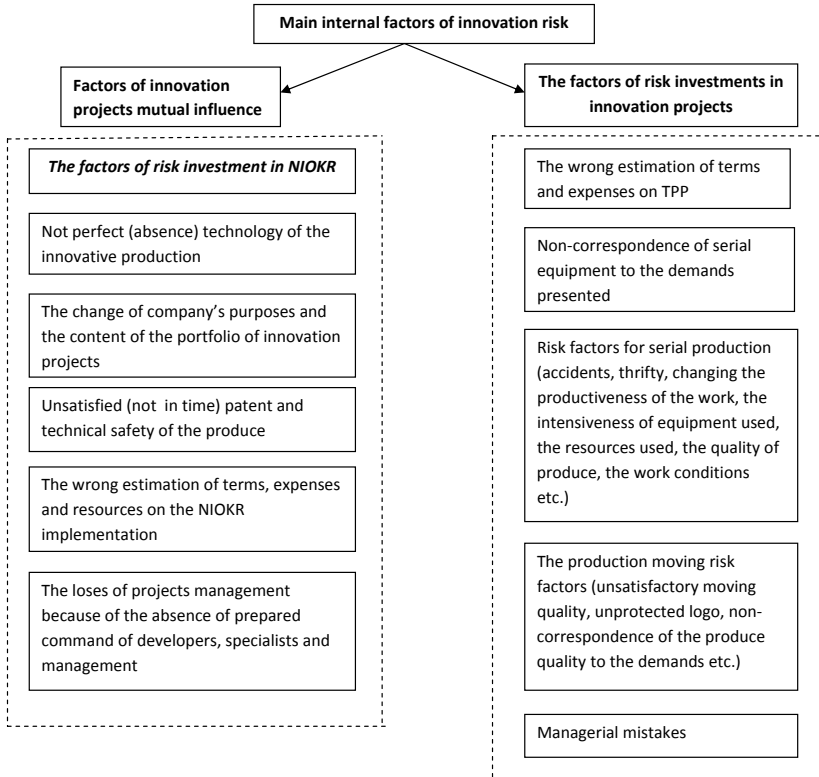 Main internal factors of innovation risk
Factors of innovation
projects mutual influence
The factors of risk investments in
innovation projects
The factors of risk investment in NIOKR
Not perfect (absence) technology of the
innovative production
The change of company’s purposes and
the content of the portfolio of innovation
projects
Unsatisfied (not in time) patent and
technical safety of the produce
The wrong estimation of terms, expenses
and resources on the NIOKR
implementation
The loses of projects management
because of the absence of prepared
command of developers, specialists and
management
The wrong estimation of terms
and expenses on TPP
Non-correspondence of serial
equipment to the demands
presented
Risk factors for serial production
(accidents, thrifty, changing the
productiveness of the work, the
intensiveness of equipment used,
the resources used, the quality of
produce, the work conditions
etc.)
The production moving risk
factors (unsatisfactory moving
quality, unprotected logo, non-
correspondence of the produce
quality to the demands etc.)
Managerial mistakes